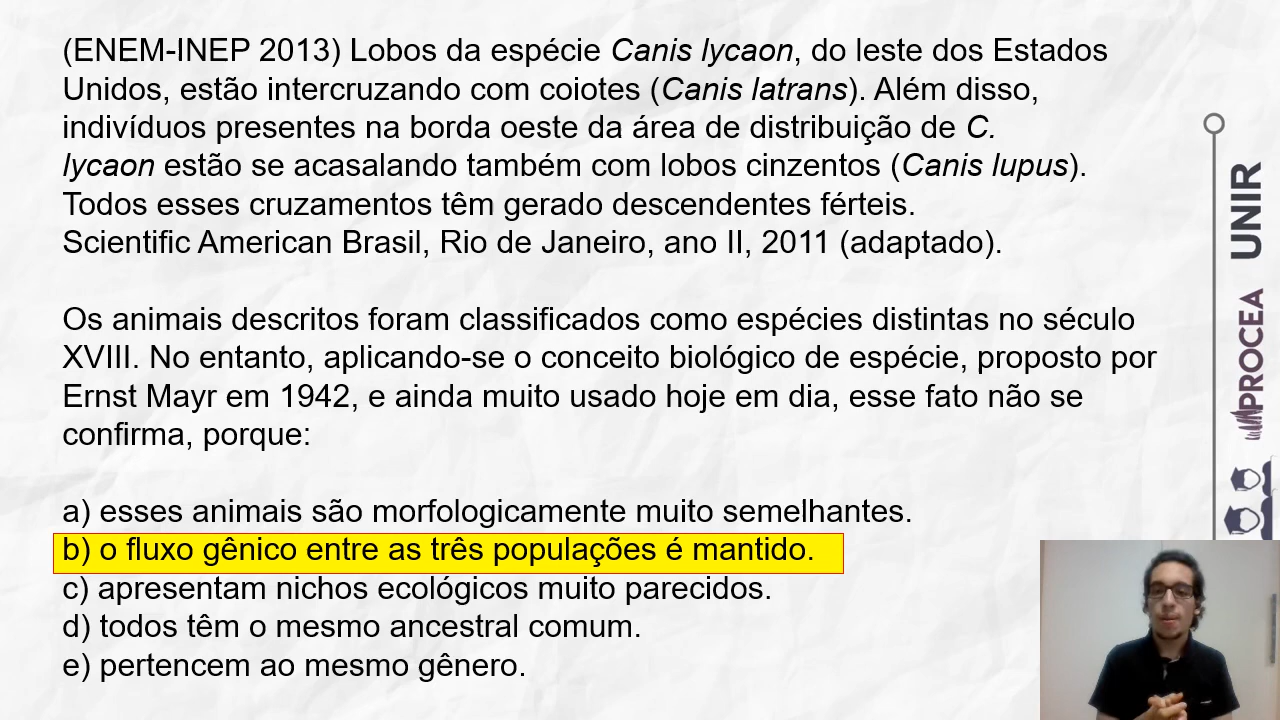 (ENEM-INEP 2013) Lobos da espécie Canis lycaon, do leste dos Estados
Unidos, estão intercruzando com coiotes (Canis latrans). Além disso,
indivíduos presentes na borda oeste da área de distribuição de C.
lycaon estão se acasalando também com lobos cinzentos (Canis lupus).
Todos esses cruzamentos têm gerado descendentes férteis.
Scientific American Brasil, Rio de Janeiro, ano II, 2011 (adaptado).
Os animais descritos foram classificados como espécies distintas no século
XVIII. No entanto, aplicando-se o conceito biológico de espécie, proposto por
Ernst Mayr em 1942, e ainda muito usado hoje em dia, esse fato não se
confirma, porque:
a) esses animais são morfologicamente muito semelhantes.
b) o fluxo gênico entre as três populações é mantido.
c) apresentam nichos ecológicos muito parecidos.
d) todos têm o mesmo ancestral comum.
e) pertencem ao mesmo gênero.
UNIR
PROCEA